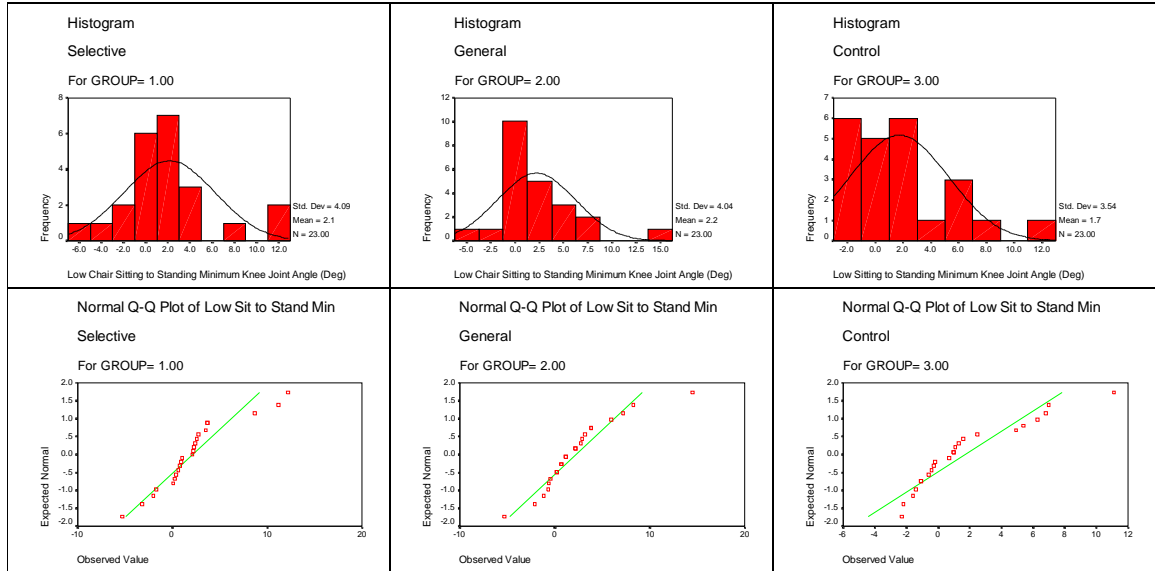 Histogram
Selective
For GROUP= 1.00
8
6
4
2
0
Frequency
-6.0 -4.0 -2.0 0.0 2.0 4.0 6.0 8.0 10.0 12.0
Std. Dev = 4.09
Mean = 2.1
N = 23.00
Low Chair Sitting to Standing Minimum Knee Joint Angle (Deg)
Histogram
General
For GROUP= 2.00
12
10
8
6
4
2
0
Frequency
-5.0 -2.5 0.0 2.5 5.0 7.5 10.0 12.5 15.0
Std. Dev = 4.04
Mean = 2.2
N = 23.00
Low Chair Sitting to Standing Minimum Knee Joint Angle (Deg)
Histogram
Control
For GROUP= 3.00
7
6
5
4
3
2
1
0
Frequency
-2.0 0.0 2.0 4.0 6.0 8.0 10.0 12.0
Std. Dev = 3.54
Mean = 1.7
N = 23.00
Low Sitting to Standing Minimum Knee Joint Angle (Deg)
Normal Q-Q Plot of Low Sit to Stand Min
Selective
For GROUP= 1.00
2.0
1.5
1.0
.5
0.0
-.5
-1.0
-1.5
-2.0
Expected Normal
-10 0 10 20
Observed Value
Normal Q-Q Plot of Low Sit to Stand Min
General
For GROUP= 2.00
2.0
1.5
1.0
.5
0.0
-.5
-1.0
-1.5
-2.0
Expected Normal
-10 0 10 20
Observed Value
Normal Q-Q Plot of Low Sit to Stand Min
Control
For GROUP= 3.00
2.0
1.5
1.0
.5
0.0
-.5
-1.0
-1.5
-2.0
Expected Normal
-6 -4 -2 0 2 4 6 8 10 12
Observed Value